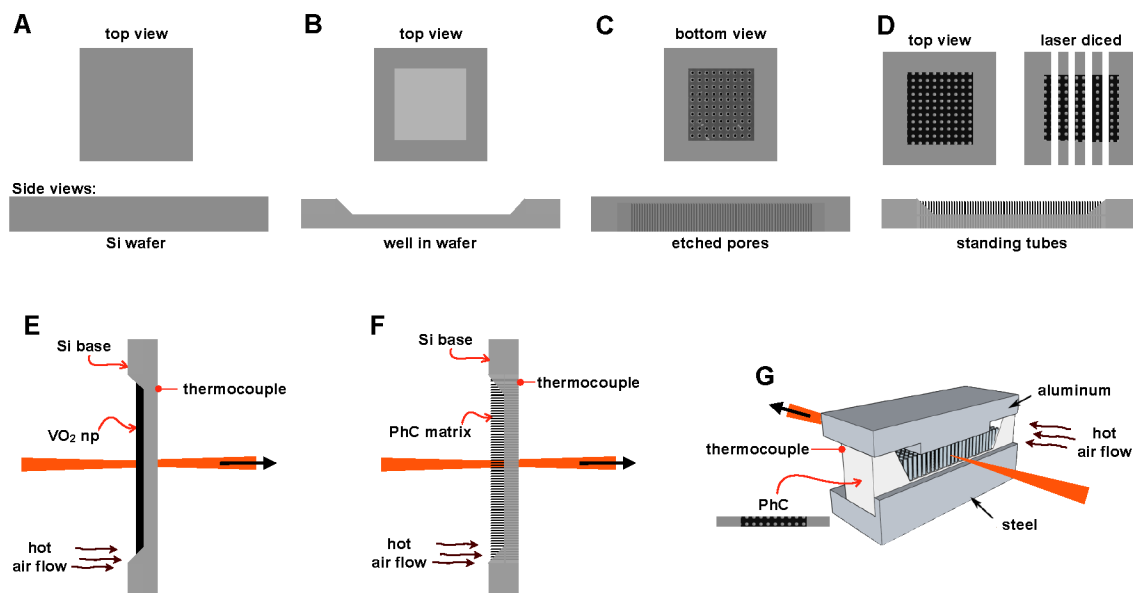 A
top view
B
top view
C
bottom view
D
top view
laser diced
Side views:
Si wafer
well in wafer
etched pores
standing tubes
E
Si base
thermocouple
VO₂ np
hot
air flow
F
Si base
thermocouple
PhC matrix
hot
air flow
G
aluminum
thermocouple
hot
air flow
PhC
steel